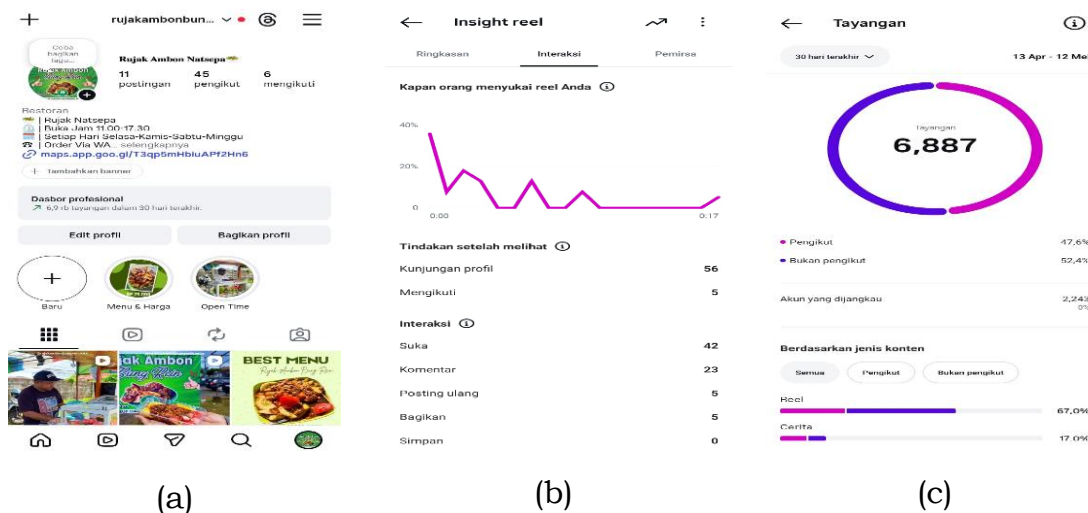 rujakambonbun...
Coba
bagikan
lagu...
Rujak Ambon Natsepa
11 45 6
postingan pengikut mengikuti
Restoran
| Rujak Natsepa
| Buka Jam 11.00-17.30
| Setiap Hari Selasa-Kamis-Sabtu-Minggu
| Order Via WA... selengkapnya
maps.app.goo.gl/T3qp5mHbiuAPf2Hn6
+ Tambahkan banner
Dasbor profesional
6,9 rb tayangan dalam 30 hari terakhir.
Edit profil Bagikan profil
Baru Menu & Harga Open Time
BEST MENU
(a)
Insight reel
Ringkasan Interaksi Pemirsa
Kapan orang menyukai reel Anda
40%
20%
0
0:00 0:17
Tindakan setelah melihat
Kunjungan profil 56
Mengikuti 5
Interaksi
Suka 42
Komentar 23
Posting ulang 5
Bagikan 5
Simpan 0
(b)
Tayangan
30 hari terakhir 13 Apr - 12 Mei
Tayangan
6,887
Pengikut 47,6%
Bukan pengikut 52,4%
Akun yang dijangkau 2,243
0%
Berdasarkan jenis konten
Semua Pengikut Bukan pengikut
Reel
67,0%
Cerita
17,0%
(c)